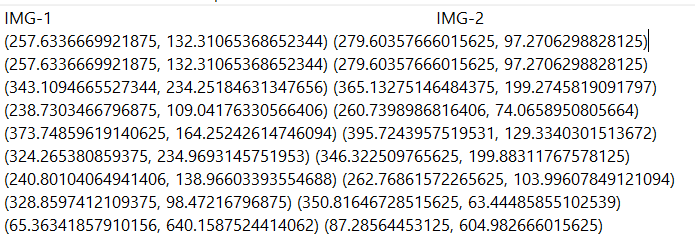 IMG-1 IMG-2
(257.6336669921875, 132.31065368652344) (279.60357666015625, 97.2706298828125)
(257.6336669921875, 132.31065368652344) (279.60357666015625, 97.2706298828125)
(343.1094665527344, 234.25184631347656) (365.13275146484375, 199.2745819091797)
(238.7303466796875, 109.04176330566406) (260.7398986816406, 74.0658950805664)
(373.74859619140625, 164.25242614746094) (395.7243957519531, 129.3340301513672)
(324.265380859375, 234.9693145751953) (346.322509765625, 199.88311767578125)
(240.80104064941406, 138.96603393554688) (262.76861572265625, 103.99607849121094)
(328.8597412109375, 98.47216796875) (350.81646728515625, 63.44485855102539)
(65.36341857910156, 640.1587524414062) (87.28564453125, 604.982666015625)